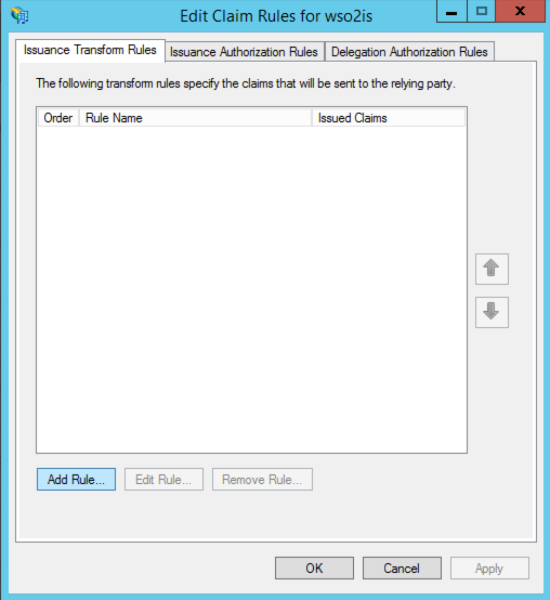 Edit Claim Rules for wso2is
Issuance Transform Rules Issuance Authorization Rules Delegation Authorization Rules
The following transform rules specify the claims that will be sent to the relying party.
Order Rule Name Issued Claims
Add Rule... Edit Rule... Remove Rule...
OK Cancel Apply